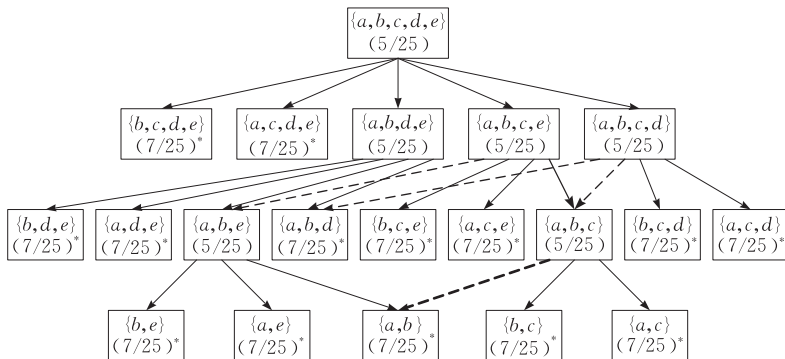 {a,b,c,d,e}
(5/25)
{b,c,d,e}
(7/25)*
{a,c,d,e}
(7/25)*
{a,b,d,e}
(5/25)
{a,b,c,e}
(5/25)
{a,b,c,d}
(5/25)
{b,d,e}
(7/25)*
{a,d,e}
(7/25)*
{a,b,e}
(5/25)
{a,b,d}
(7/25)*
{b,c,e}
(7/25)*
{a,c,e}
(7/25)*
{a,b,c}
(5/25)
{b,c,d}
(7/25)*
{a,c,d}
(7/25)*
{b,e}
(7/25)*
{a,e}
(7/25)*
{a,b}
(7/25)*
{b,c}
(7/25)*
{a,c}
(7/25)*